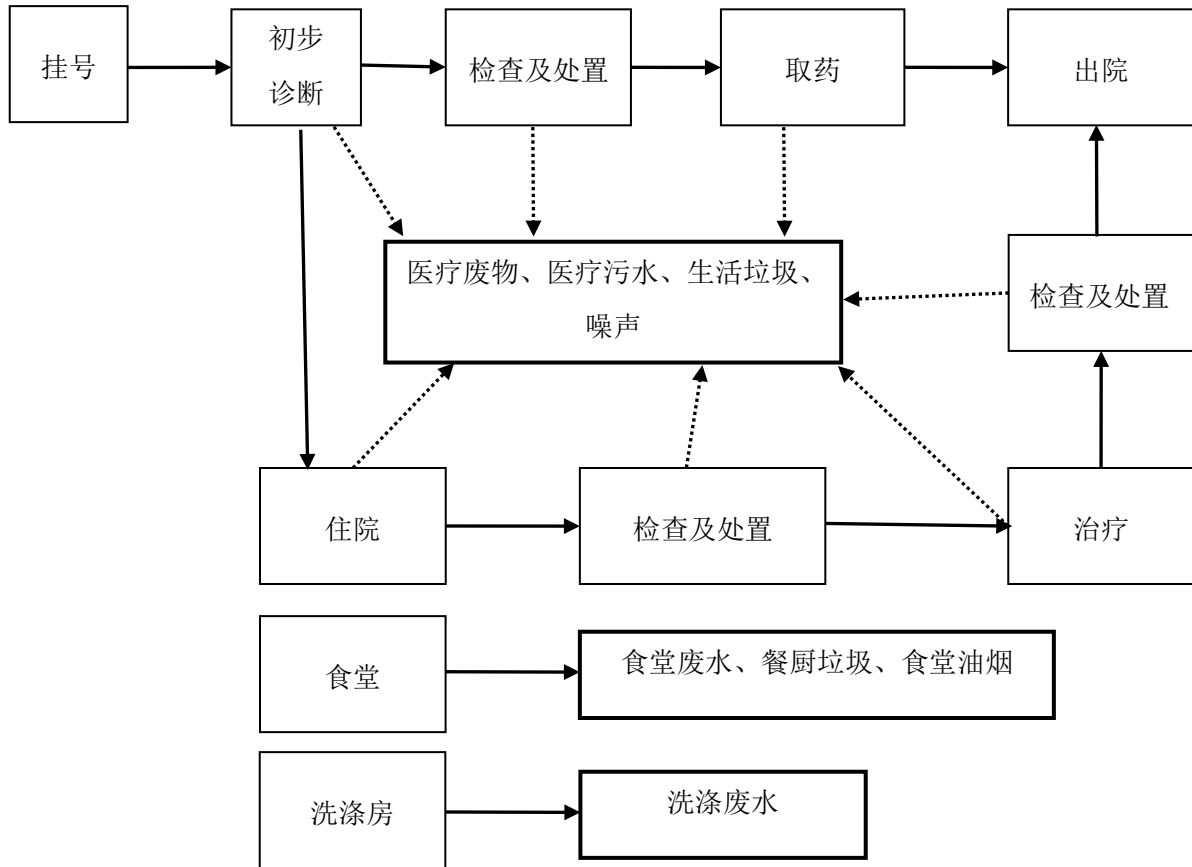 挂号
初步
诊断
检查及处置
取药
出院
医疗废物、医疗污水、生活垃圾、
噪声
检查及处置
住院
检查及处置
治疗
食堂
食堂废水、餐厨垃圾、食堂油烟
洗涤房
洗涤废水